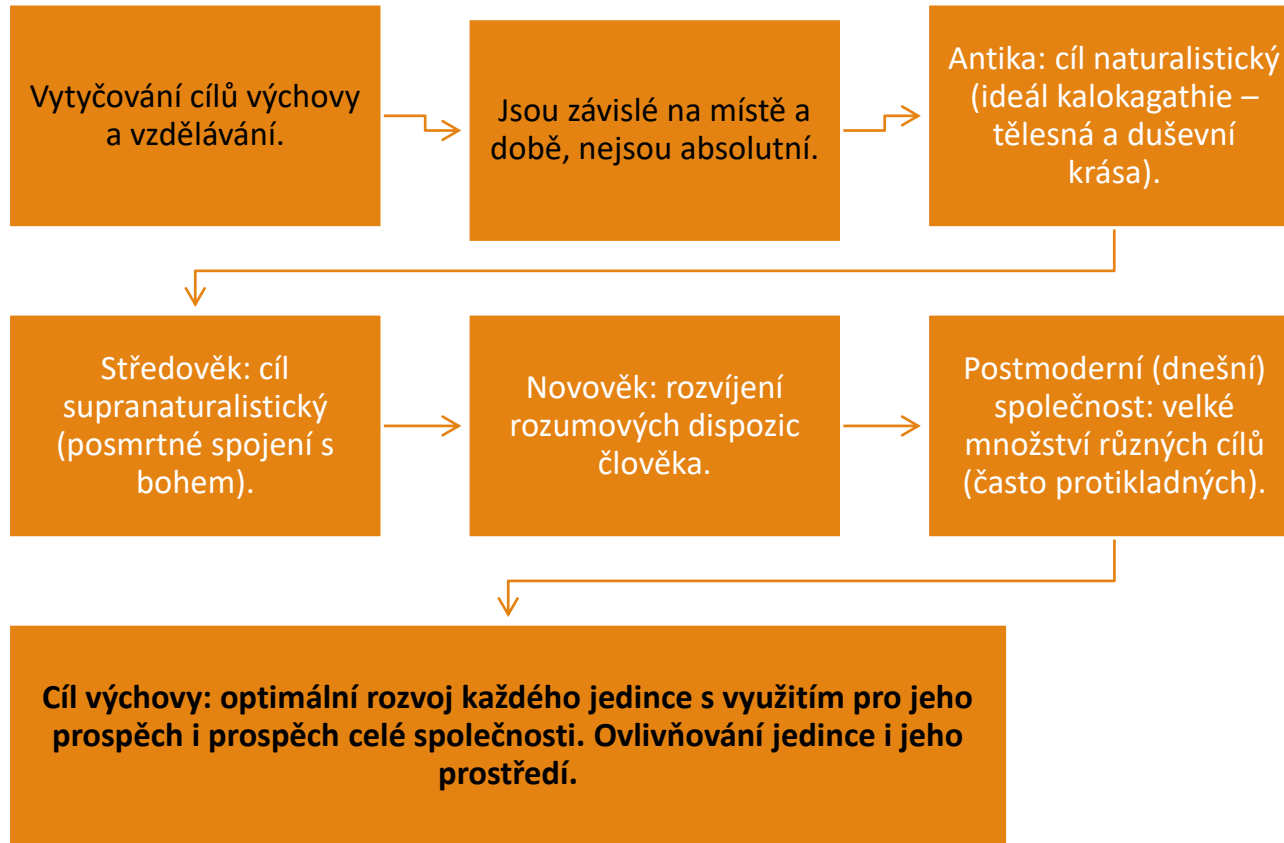 Vytyčování cílů výchovy
a vzdělávání.
Jsou závislé na místě a
době, nejsou absolutní.
Antika: cíl naturalistický
(ideál kalokagathie –
tělesná a duševní
krása).
Středověk: cíl
supranaturalistický
(posmrtné spojení s
bohem).
Novověk: rozvíjení
rozumových dispozic
člověka.
Postmoderní (dnešní)
společnost: velké
množství různých cílů
(často protikladných).
Cíl výchovy: optimální rozvoj každého jedince s využitím pro jeho
prospěch i prospěch celé společnosti. Ovlivňování jedince i jeho
prostředí.